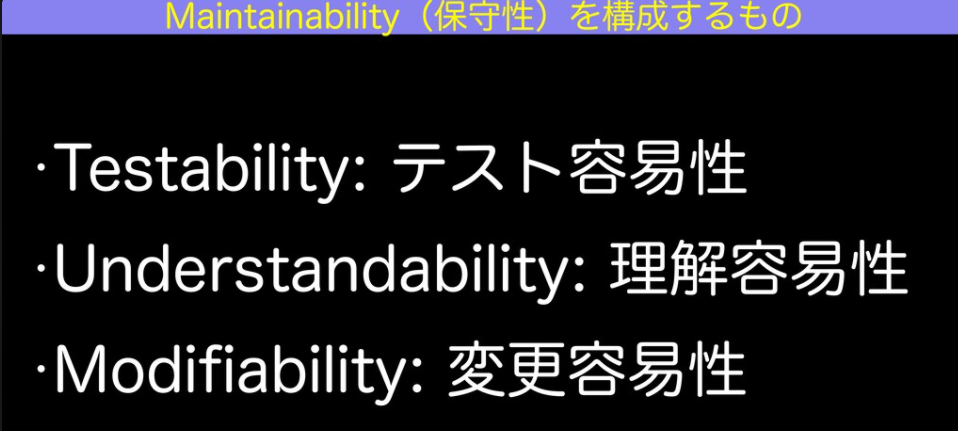 Maintainability（保守性）を構成するもの
·Testability: テスト容易性
·Understandability: 理解容易性
·Modifiability: 変更容易性